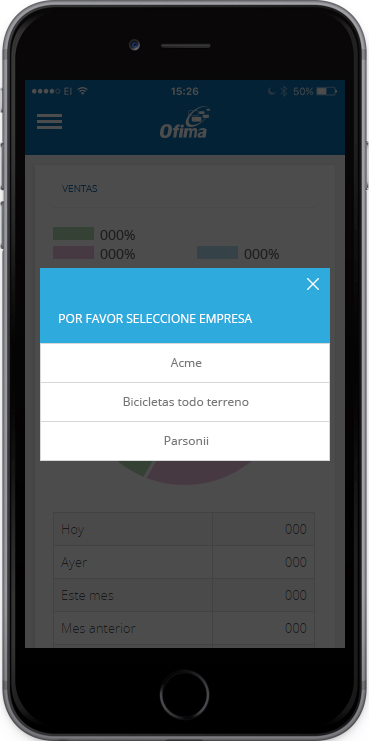 ÉI 15:26 50%
Ofima
VENTAS
000%
000% 000%
POR FAVOR SELECCIONE EMPRESA
Acme
Bicicletas todo terreno
Parsonii
Hoy 000
Ayer 000
Este mes 000
Mes anterior 000